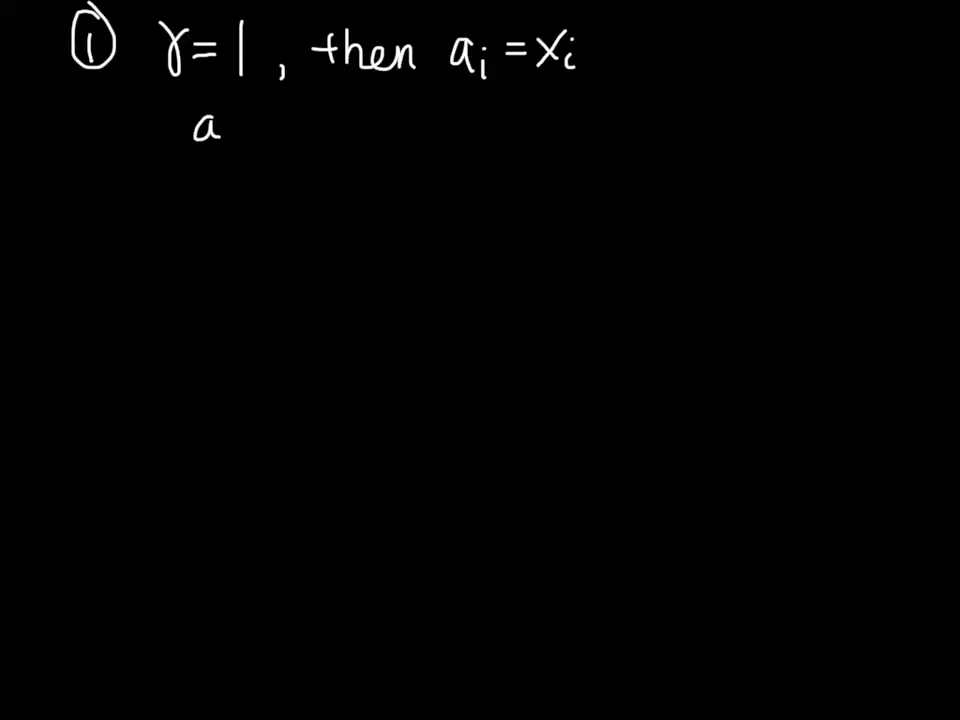 ① γ = 1, then aᵢ = xᵢ
a